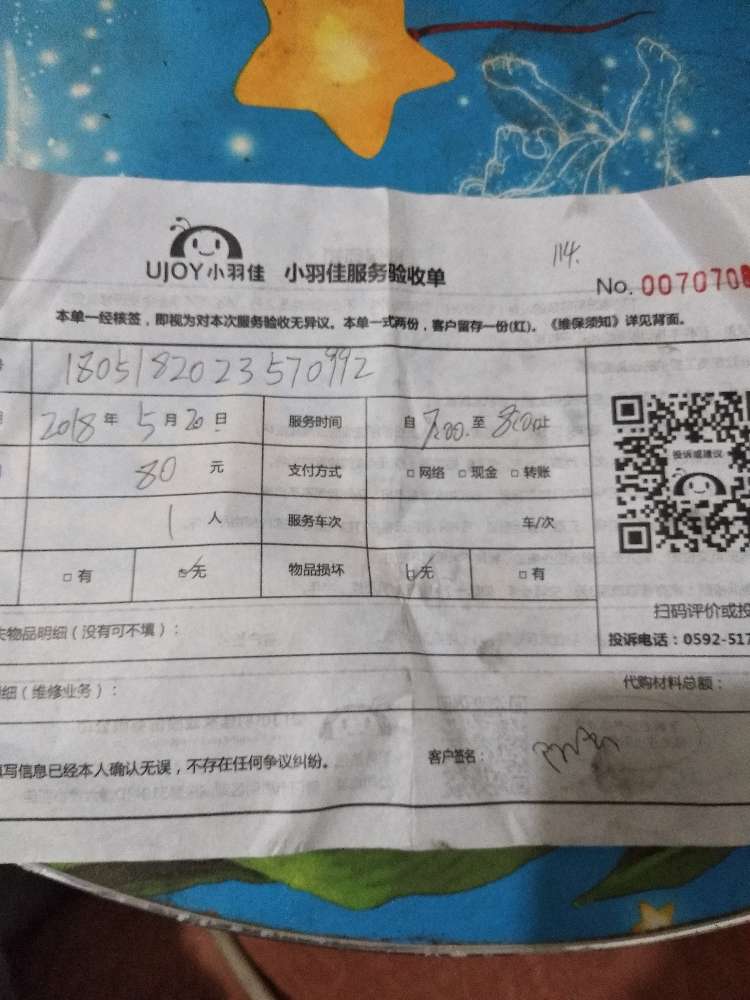 114.
UJOY小羽佳 小羽佳服务验收单
No. 007070
本单一经核签，即视为对本次服务验收无异议。本单一式两份，客户留存一份(红)。《维保须知》详见背面。
1805182023570992
2018年5月20日 服务时间 自7:00至8:00止
80元 支付方式 □网络 □现金 □转账
投诉或建议
1人 服务车次 车/次
□有 □无 物品损坏 □无 □有
扫码评价或投
失物品明细（没有可不填）： 投诉电话：0592-517
细（维修业务）： 代购材料总额：
填写信息已经本人确认无误，不存在任何争议纠纷。 客户签名：